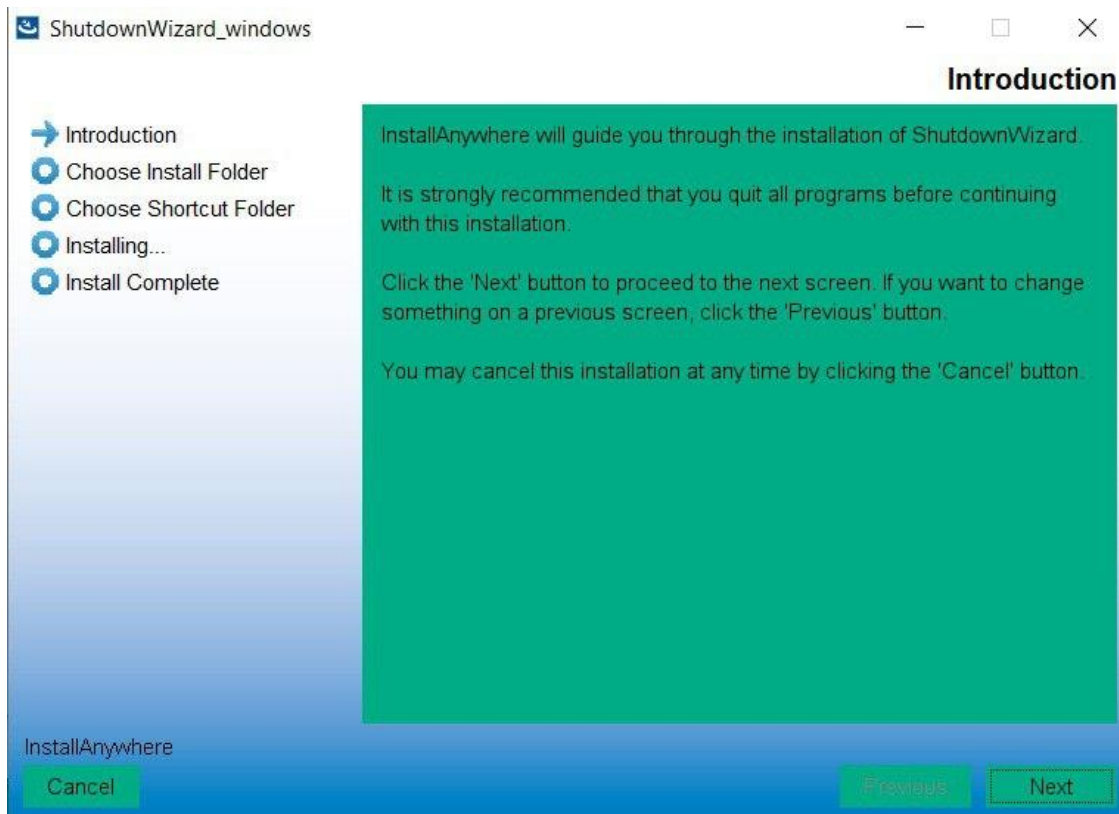 ShutdownWizard_windows
Introduction
Introduction
Choose Install Folder
Choose Shortcut Folder
Installing...
Install Complete
InstallAnywhere will guide you through the installation of ShutdownWizard.
It is strongly recommended that you quit all programs before continuing
with this installation.
Click the 'Next' button to proceed to the next screen. If you want to change
something on a previous screen, click the 'Previous' button.
You may cancel this installation at any time by clicking the 'Cancel' button.
InstallAnywhere
Cancel
Previous
Next